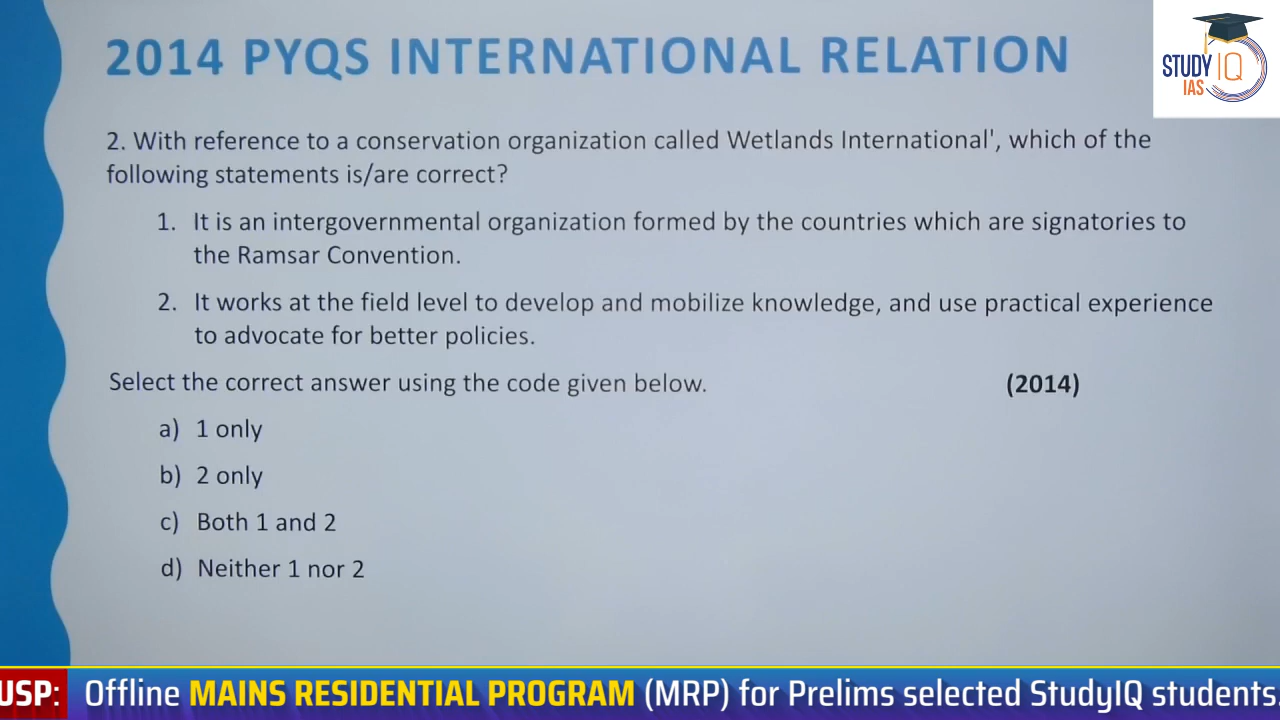 2014 PYQS INTERNATIONAL RELATION
STUDY IQ
IAS
2. With reference to a conservation organization called Wetlands International', which of the
following statements is/are correct?
1. It is an intergovernmental organization formed by the countries which are signatories to
the Ramsar Convention.
2. It works at the field level to develop and mobilize knowledge, and use practical experience
to advocate for better policies.
Select the correct answer using the code given below. (2014)
a) 1 only
b) 2 only
c) Both 1 and 2
d) Neither 1 nor 2
USP: Offline MAINS RESIDENTIAL PROGRAM (MRP) for Prelims selected StudyIQ students.